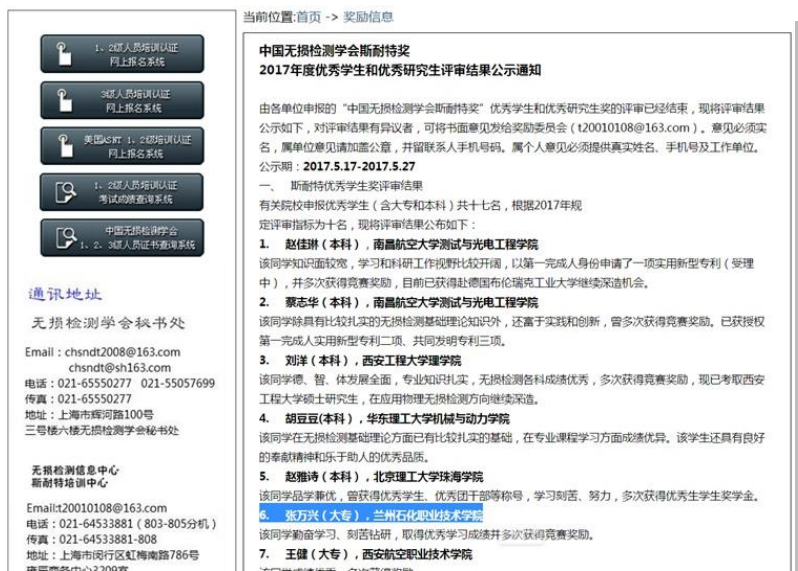 当前位置:首页 -> 奖励信息
1、2级人员培训认证
网上报名系统
3级人员培训认证
网上报名系统
美国ASNT 1、2级培训认证
网上报名系统
1、2级人员培训认证
考试成绩查询系统
中国无损检测学会
1、2、3级人员证书查询系统
通讯地址
无损检测学会秘书处
Email：chsndt2008@163.com
chsndt@sh163.com
电话：021-65550277 021-55057699
传真：021-65550277
地址：上海市辉河路100号
三号楼六楼无损检测学会秘书处
无损检测信息中心
斯耐特培训中心
Email:t20010108@163.com
电话：021-64533881（803-805分机）
传真：021-64533881-808
地址：上海市闵行区虹梅南路786号
中国无损检测学会斯耐特奖
2017年度优秀学生和优秀研究生评审结果公示通知
由各单位申报的“中国无损检测学会斯耐特奖”优秀学生和优秀研究生奖的评审已经结束，现将评审结果
公示如下，对评审结果有异议者，可将书面意见发给奖励委员会（t20010108@163.com）。意见必须实
名，属单位意见请加盖公章，并留联系人手机号码。属个人意见必须提供真实姓名、手机号及工作单位。
公示期：2017.5.17-2017.5.27
一、 斯耐特优秀学生奖评审结果
有关院校申报优秀学生（含大专和本科）共十七名，根据2017年规
定评审指标为十名，现将评审结果公布如下：
1. 赵佳琳（本科），南昌航空大学测试与光电工程学院
该同学知识面较宽，学习和科研工作视野比较开阔，以第一完成人身份申请了一项实用新型专利（受理
中），并多次获得竞赛奖励，目前已获得赴德国布伦瑞克工业大学继续深造机会。
2. 蔡志华（本科），南昌航空大学测试与光电工程学院
该同学除具有比较扎实的无损检测基础理论知识外，还富于实践和创新，曾多次获得竞赛奖励。已获授权
第一完成人实用新型专利二项、共同发明专利三项。
3. 刘洋（本科），西安工程大学理学院
该同学德、智、体发展全面，专业知识扎实，无损检测各科成绩优秀，多次获得竞赛奖励，现已考取西安
工程大学硕士研究生，在应用物理无损检测方向继续深造。
4. 胡豆豆(本科），华东理工大学机械与动力学院
该同学在无损检测基础理论方面已有比较扎实的基础，在专业课程学习方面成绩优异。该学生还具有良好
的奉献精神和乐于助人的优秀品质。
5. 赵雅诗（本科），北京理工大学珠海学院
该同学品学兼优，曾获得优秀学生、优秀团干部等称号，学习刻苦、努力，多次获得优秀学生学生奖学金。
6. 张万兴（大专），兰州石化职业技术学院
该同学勤奋学习、刻苦钻研，取得优秀学习成绩并多次获得竞赛奖励。
7. 王健（大专），西安航空职业技术学院